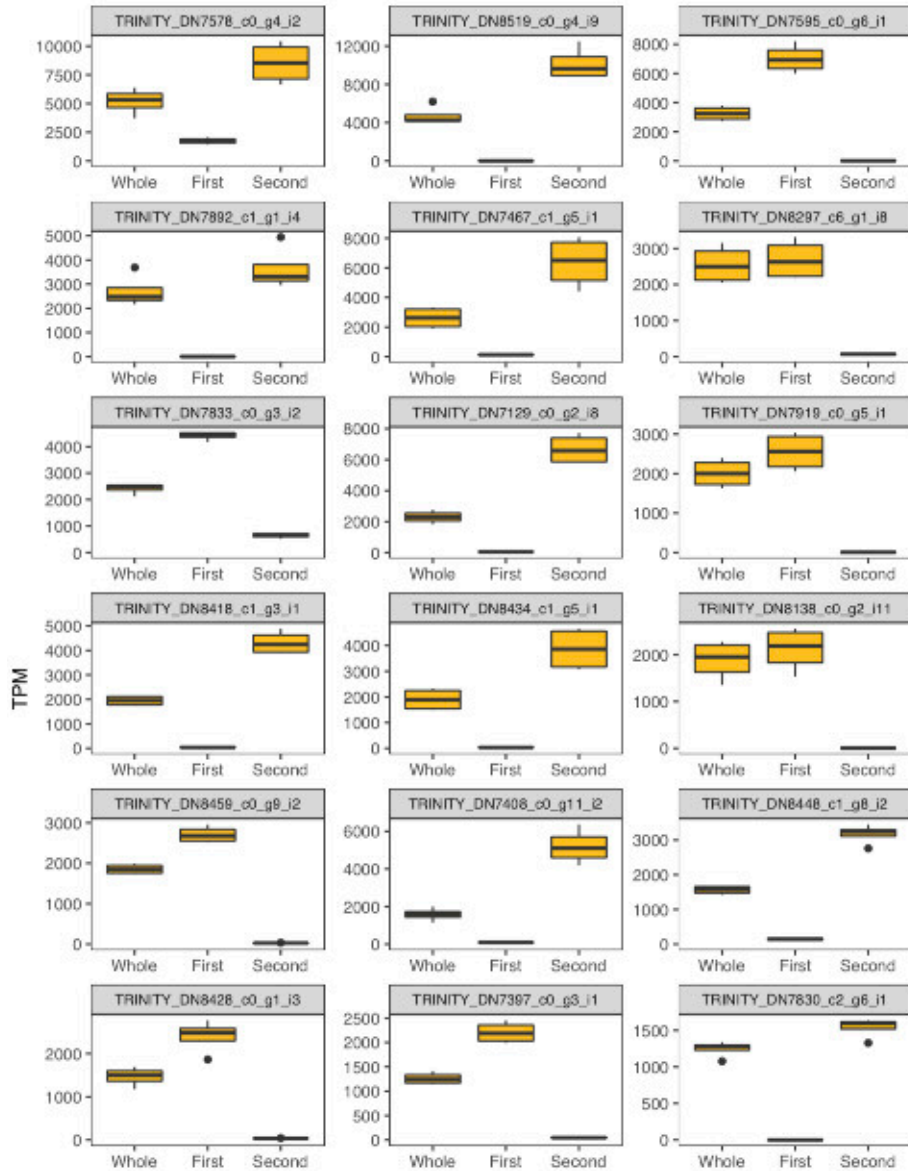 TPM
TRINITY_DN7578_c0_g4_i2
10000
7500
5000
2500
0
Whole First Second
TRINITY_DN8519_c0_g4_i9
12000
8000
4000
0
Whole First Second
TRINITY_DN7595_c0_g6_i1
8000
6000
4000
2000
0
Whole First Second
TRINITY_DN7892_c1_g1_i4
5000
4000
3000
2000
1000
0
Whole First Second
TRINITY_DN7467_c1_g5_i1
8000
6000
4000
2000
0
Whole First Second
TRINITY_DN8297_c6_g1_i8
3000
2000
1000
0
Whole First Second
TRINITY_DN7833_c0_g3_i2
4000
3000
2000
1000
0
Whole First Second
TRINITY_DN7129_c0_g2_i8
8000
6000
4000
2000
0
Whole First Second
TRINITY_DN7919_c0_g5_i1
3000
2000
1000
0
Whole First Second
TRINITY_DN8418_c1_g3_i1
5000
4000
3000
2000
1000
0
Whole First Second
TRINITY_DN8434_c1_g5_i1
4000
3000
2000
1000
0
Whole First Second
TRINITY_DN8138_c0_g2_i11
2000
1000
0
Whole First Second
TRINITY_DN8459_c0_g9_i2
3000
2000
1000
0
Whole First Second
TRINITY_DN7408_c0_g11_i2
6000
4000
2000
0
Whole First Second
TRINITY_DN8448_c1_g8_i2
3000
2000
1000
0
Whole First Second
TRINITY_DN8428_c0_g1_i3
2000
1000
0
Whole First Second
TRINITY_DN7397_c0_g3_i1
2500
2000
1500
1000
500
0
Whole First Second
TRINITY_DN7830_c2_g6_i1
1500
1000
500
0
Whole First Second